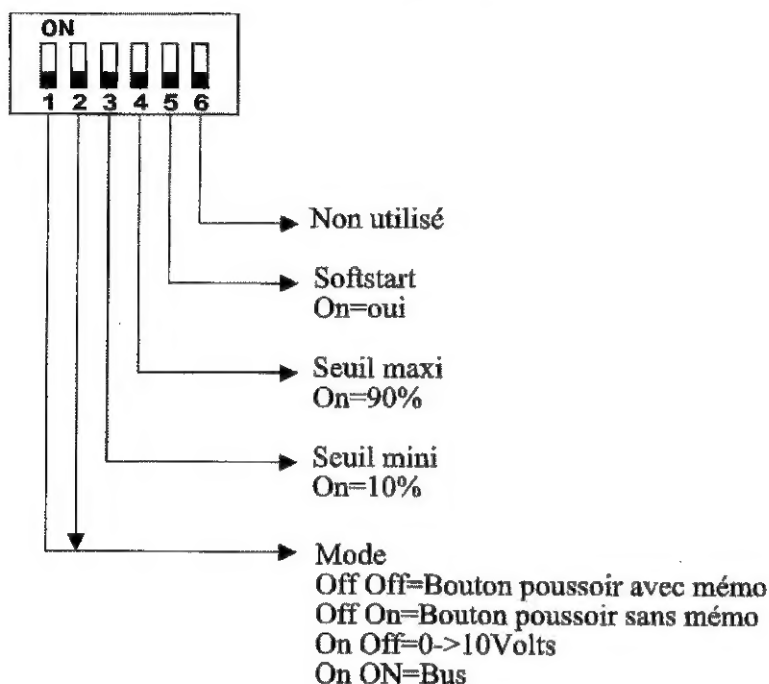 ON
1 2 3 4 5 6
Non utilisé
Softstart
On=oui
Seuil maxi
On=90%
Seuil mini
On=10%
Mode
Off Off=Bouton poussoir avec mémo
Off On=Bouton poussoir sans mémo
On Off=0->10Volts
On ON=Bus